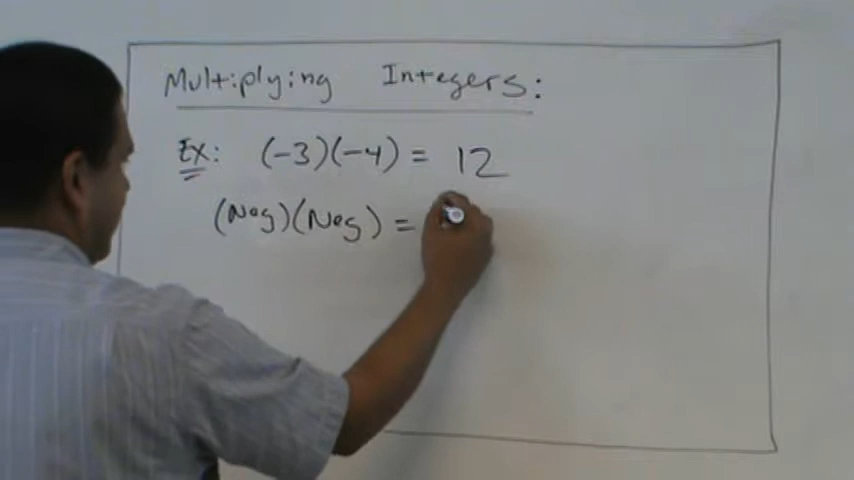 Multiplying Integers:
Ex: (-3)(-4) = 12
(Neg)(Neg) =